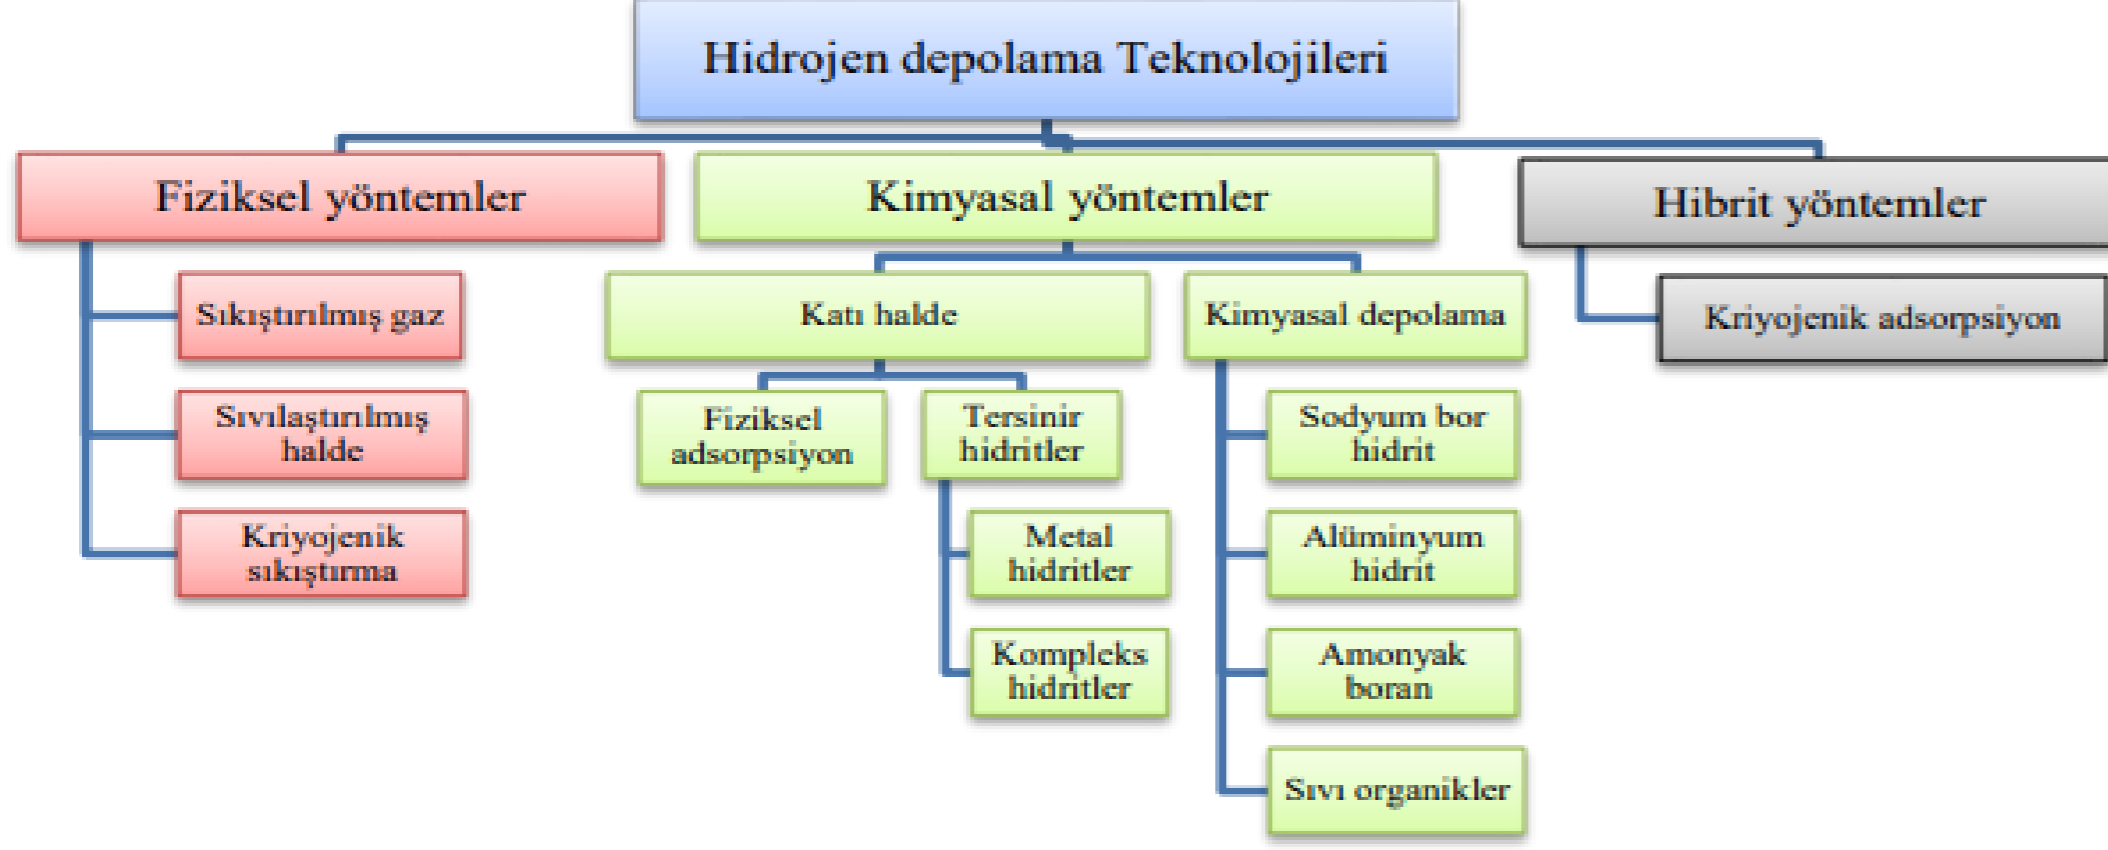 Hidrojen depolama Teknolojileri
Fiziksel yöntemler
Sıkıştırılmış gaz
Sıvılaştırılmış
halde
Kriyojenik
sıkıştırma
Kimyasal yöntemler
Katı halde
Fiziksel
adsorpsiyon
Tersinir
hidritler
Metal
hidritler
Kompleks
hidritler
Kimyasal depolama
Sodyum bor
hidrit
Alüminyum
hidrit
Amonyak
boran
Sıvı organikler
Hibrit yöntemler
Kriyojenik adsorpsiyon